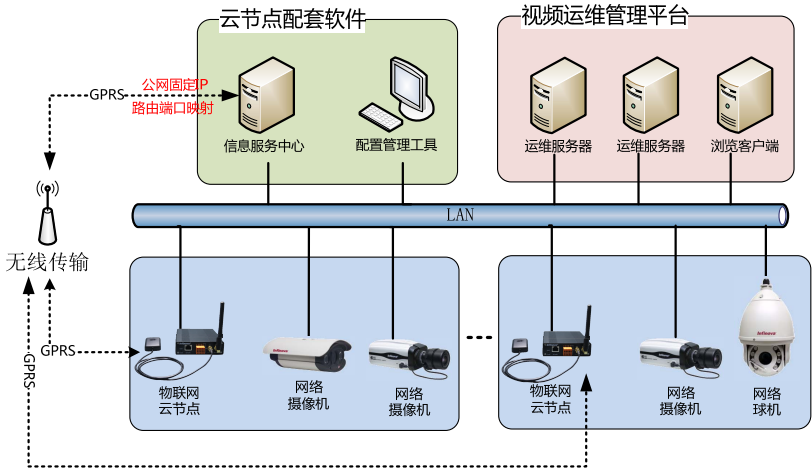 云节点配套软件
视频运维管理平台
公网固定IP
GPRS
路由端口映射
信息服务中心
配置管理工具
运维服务器
运维服务器
浏览客户端
LAN
无线传输
GPRS
GPRS
infinova
infinova
物联网
云节点
网络
摄像机
网络
摄像机
物联网
云节点
网络
摄像机
网络
球机